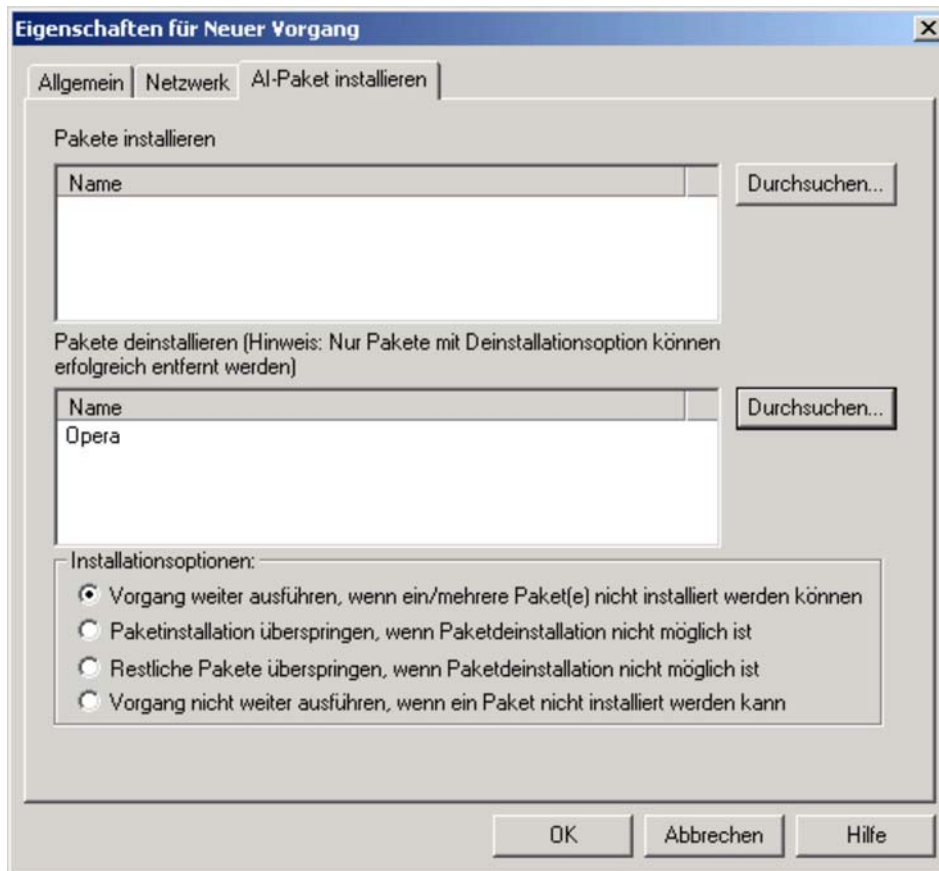 Eigenschaften für Neuer Vorgang
Allgemein Netzwerk AI-Paket installieren
Pakete installieren
Name
Durchsuchen...
Pakete deinstallieren (Hinweis: Nur Pakete mit Deinstallationsoption können
erfolgreich entfernt werden)
Name
Durchsuchen...
Opera
Installationsoptionen:
Vorgang weiter ausführen, wenn ein/mehrere Paket(e) nicht installiert werden können
Paketinstallation überspringen, wenn Paketdeinstallation nicht möglich ist
Restliche Pakete überspringen, wenn Paketdeinstallation nicht möglich ist
Vorgang nicht weiter ausführen, wenn ein Paket nicht installiert werden kann
OK Abbrechen Hilfe